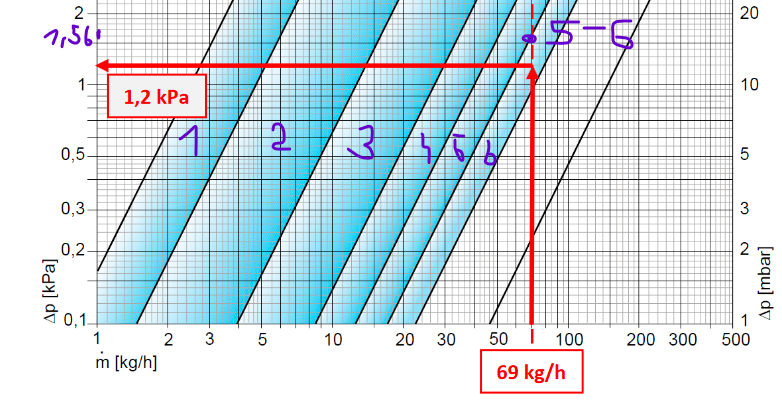 2
20
1,56
5-6
1
10
1,2 kPa
1 2 3 4 5 6
0,5
5
0,3
3
0,2
2
0,1
1
Δp [kPa]
Δp [mbar]
1 2 3 5 10 20 30 50 100 200 300 500
ṁ [kg/h]
69 kg/h